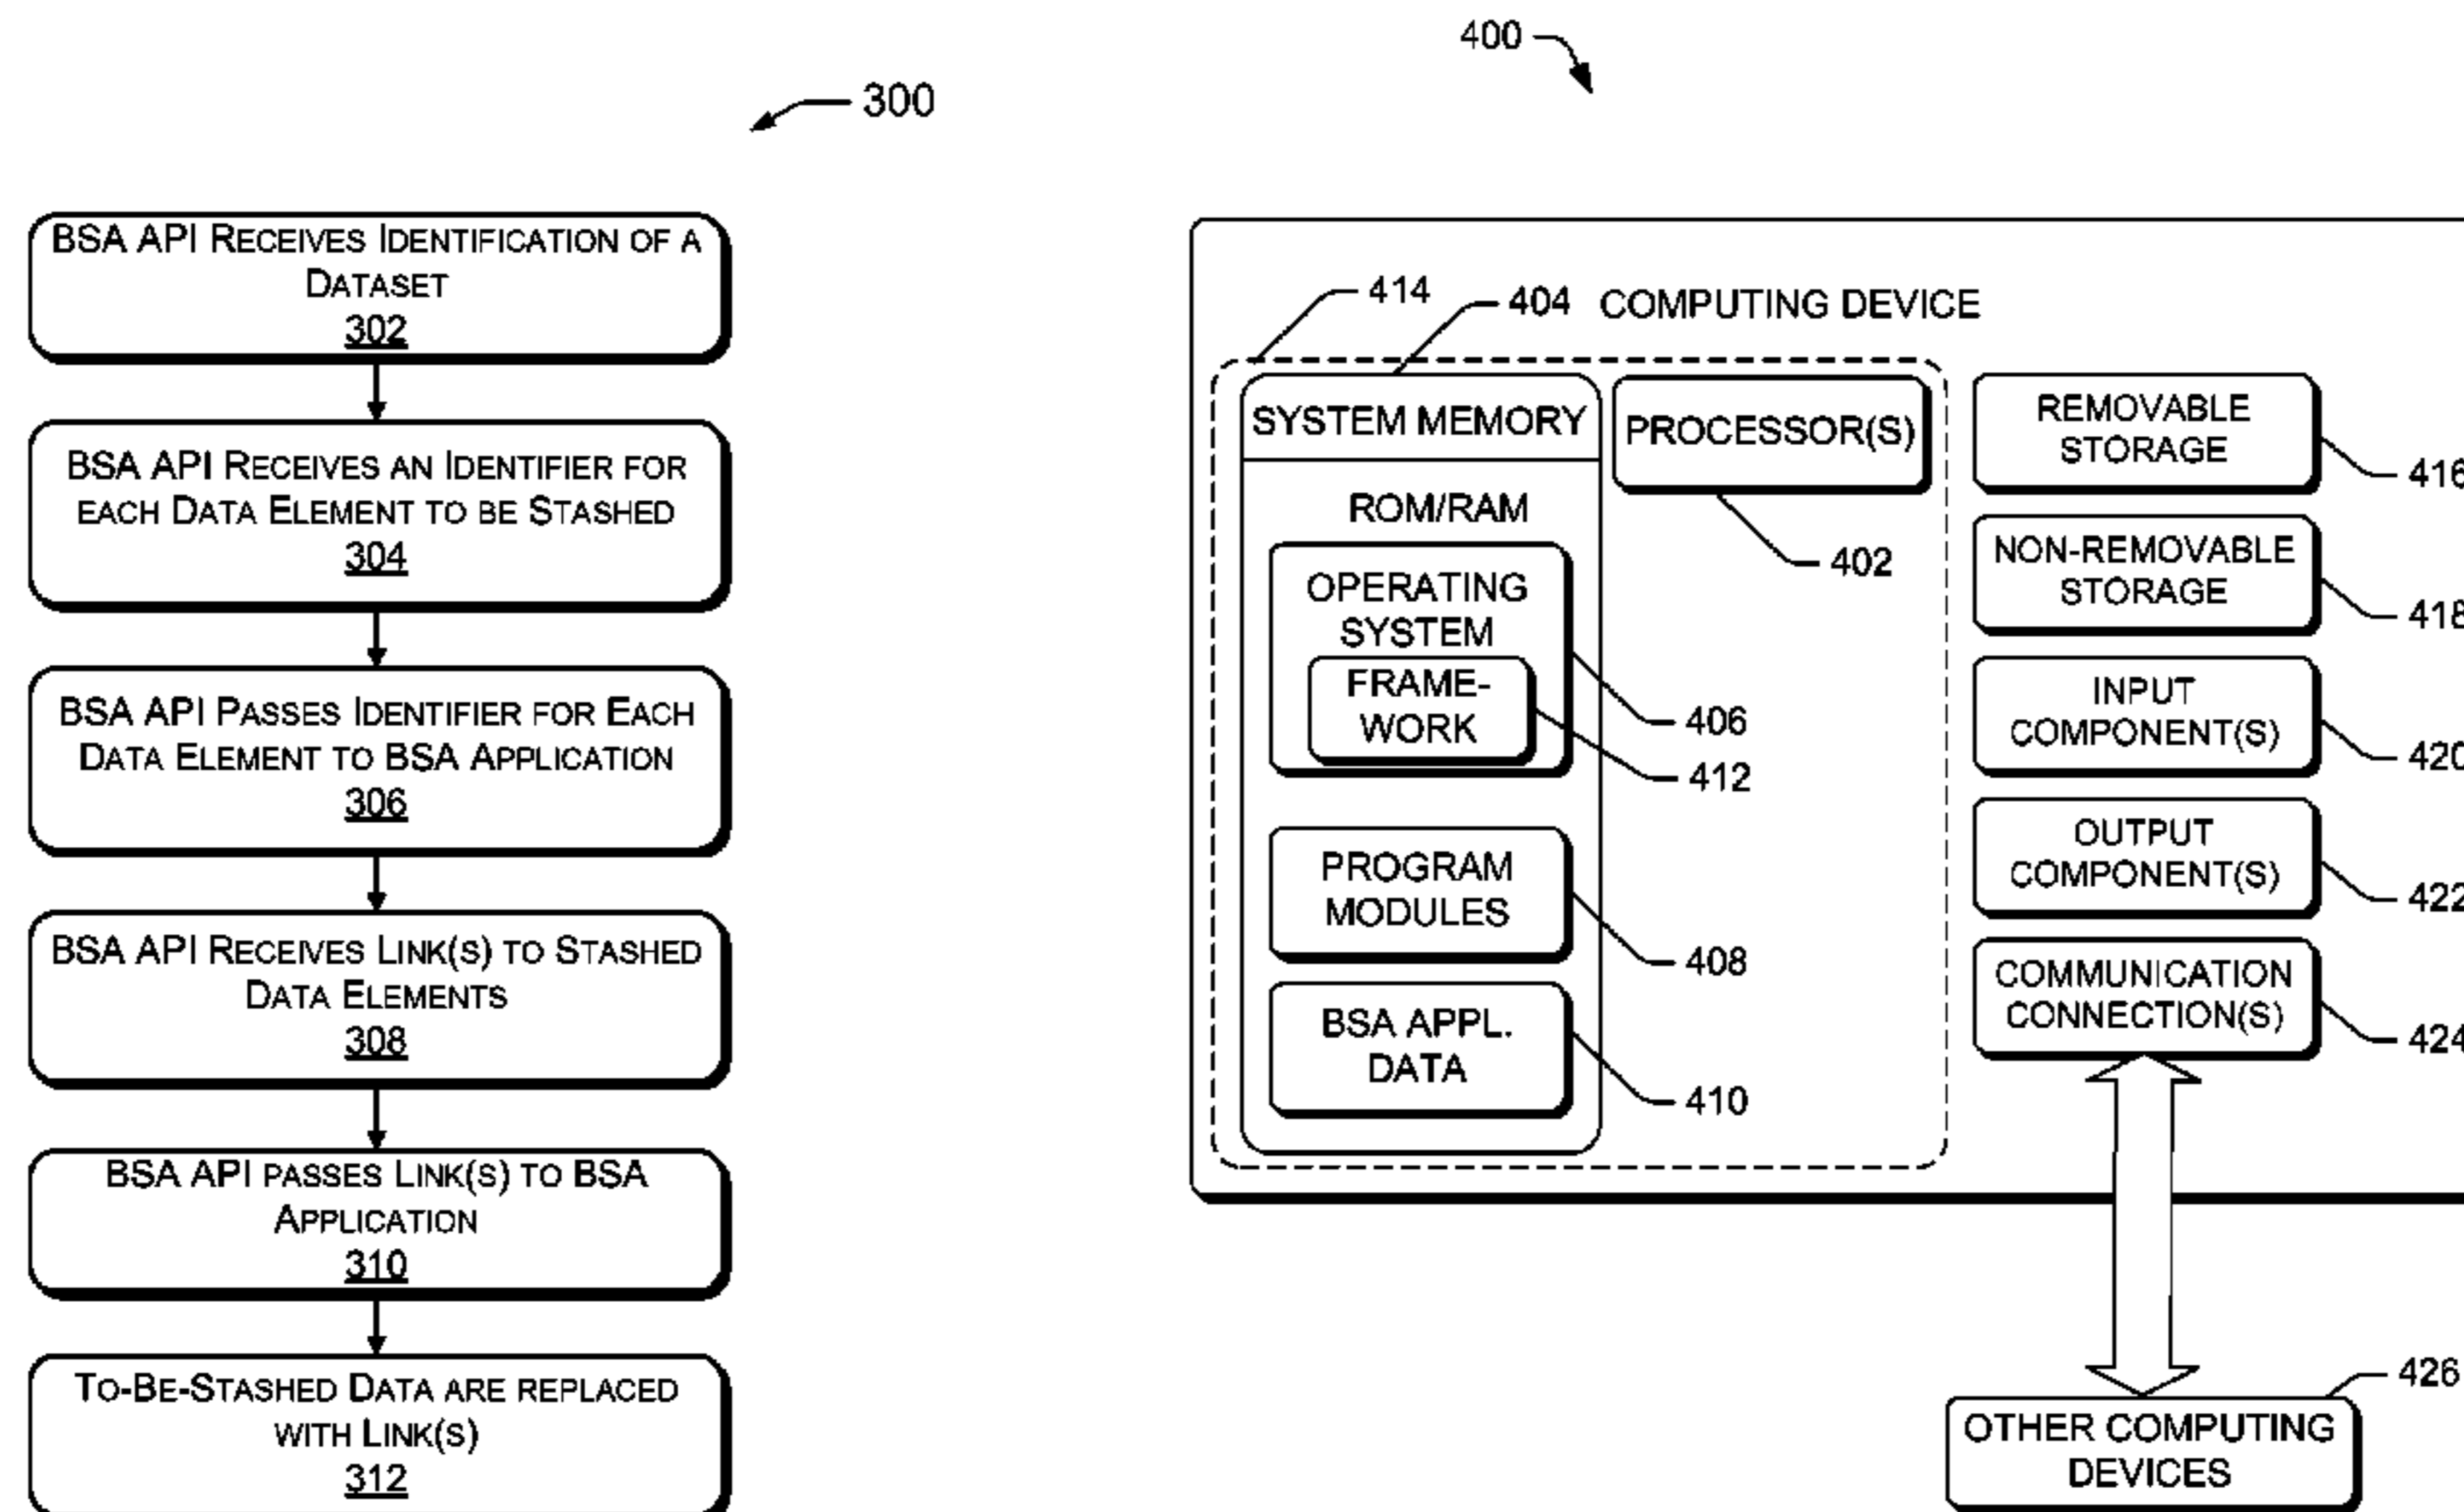 300
BSA API RECEIVES IDENTIFICATION OF A
DATASET
302
BSA API RECEIVES AN IDENTIFIER FOR
EACH DATA ELEMENT TO BE STASHED
304
BSA API PASSES IDENTIFIER FOR EACH
DATA ELEMENT TO BSA APPLICATION
306
BSA API RECEIVES LINK(S) TO STASHED
DATA ELEMENTS
308
BSA API PASSES LINK(S) TO BSA
APPLICATION
310
TO-BE-STASHED DATA ARE REPLACED
WITH LINK(S)
312
400
414
404
COMPUTING DEVICE
SYSTEM MEMORY
PROCESSOR(S)
402
ROM/RAM
OPERATING
SYSTEM
406
FRAME-
WORK
412
PROGRAM
MODULES
408
BSA APPL.
DATA
410
REMOVABLE
STORAGE
416
NON-REMOVABLE
STORAGE
418
INPUT
COMPONENT(S)
420
OUTPUT
COMPONENT(S)
422
COMMUNICATION
CONNECTION(S)
424
426
OTHER COMPUTING
DEVICES